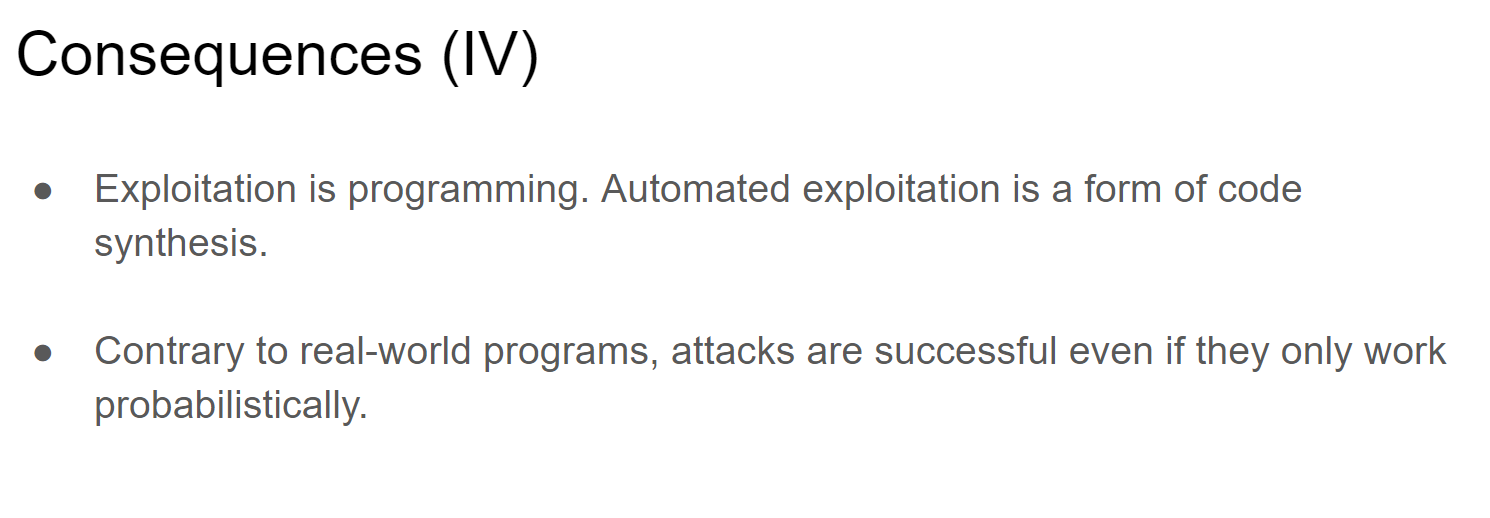 Consequences (IV)
● Exploitation is programming. Automated exploitation is a form of code
synthesis.
● Contrary to real-world programs, attacks are successful even if they only work
probabilistically.